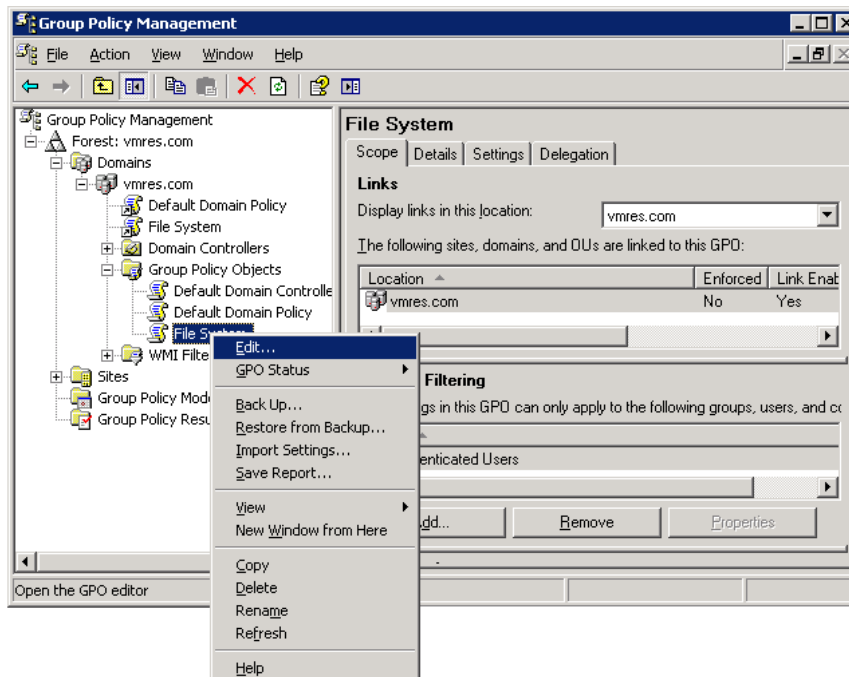 Group Policy Management
File Action View Window Help
Group Policy Management
Forest: vmres.com
Domains
vmres.com
Default Domain Policy
File System
Domain Controllers
Group Policy Objects
Default Domain Controlle
Default Domain Policy
File System
WMI Filte
Sites
Group Policy Mod
Group Policy Resu
File System
Scope Details Settings Delegation
Links
Display links in this location: vmres.com
The following sites, domains, and OUs are linked to this GPO:
Location Enforced Link Enab
vmres.com No Yes
Filtering
gs in this GPO can only apply to the following groups, users, and co
enticated Users
dd... Remove Properties
Edit...
GPO Status
Back Up...
Restore from Backup...
Import Settings...
Save Report...
View
New Window from Here
Copy
Delete
Rename
Refresh
Help
Open the GPO editor